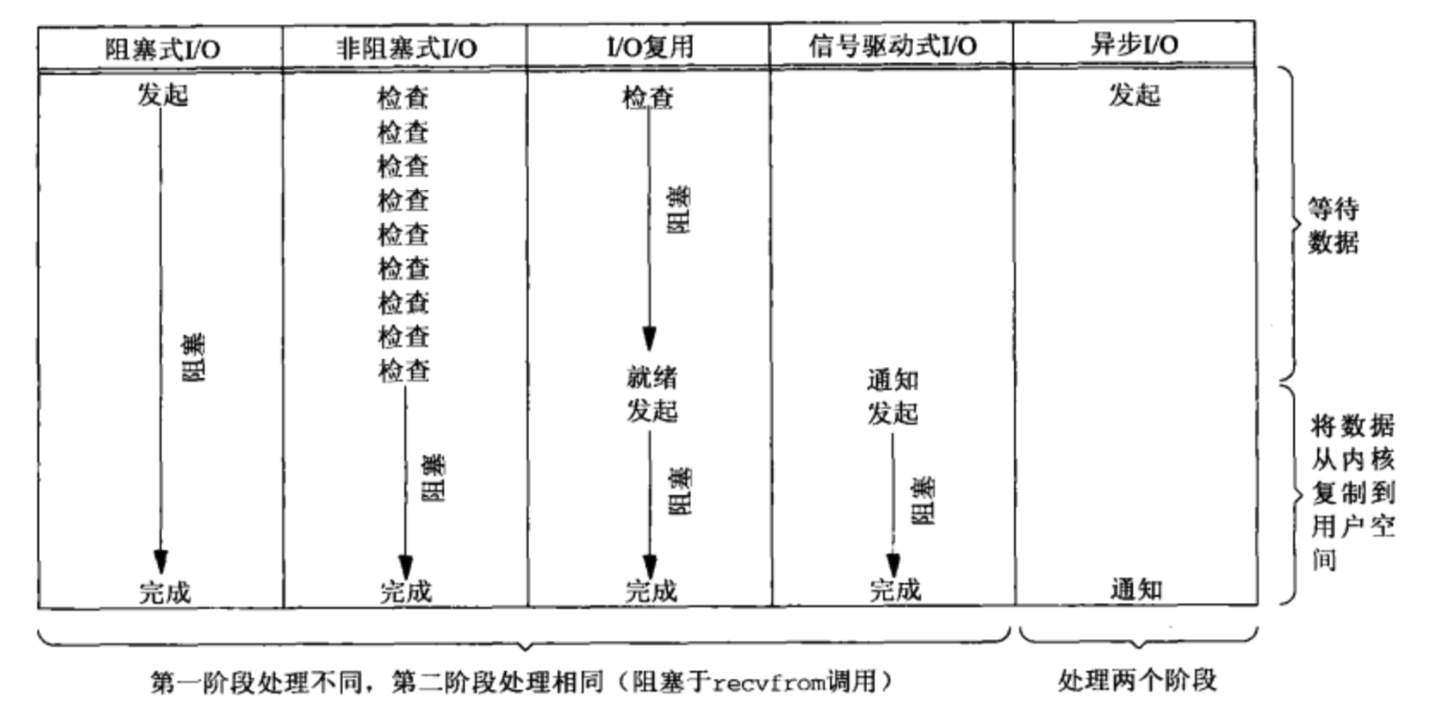 阻塞式I/O 非阻塞式I/O I/O复用 信号驱动式I/O 异步I/O
发起 检查 检查 发起
检查
检查
检查
检查
检查
检查
检查
检查
阻塞
阻塞
等待
数据
就绪 通知
发起 发起
阻塞 阻塞 阻塞
将数据
从内核
复制到
用户空
间
完成 完成 完成 完成 通知
第一阶段处理不同，第二阶段处理相同（阻塞于recvfrom调用） 处理两个阶段